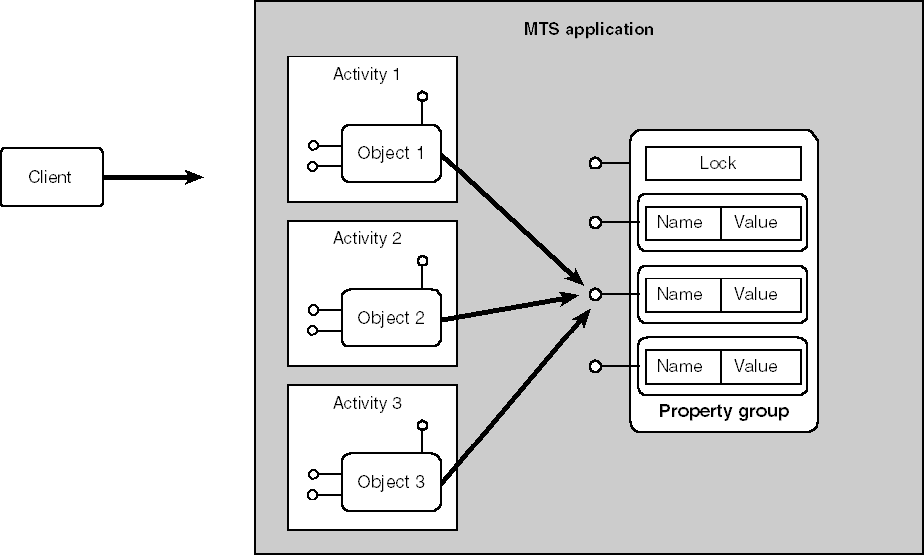 MTS application
Client
Activity 1
Object 1
Activity 2
Object 2
Activity 3
Object 3
Lock
Name Value
Name Value
Name Value
Property group